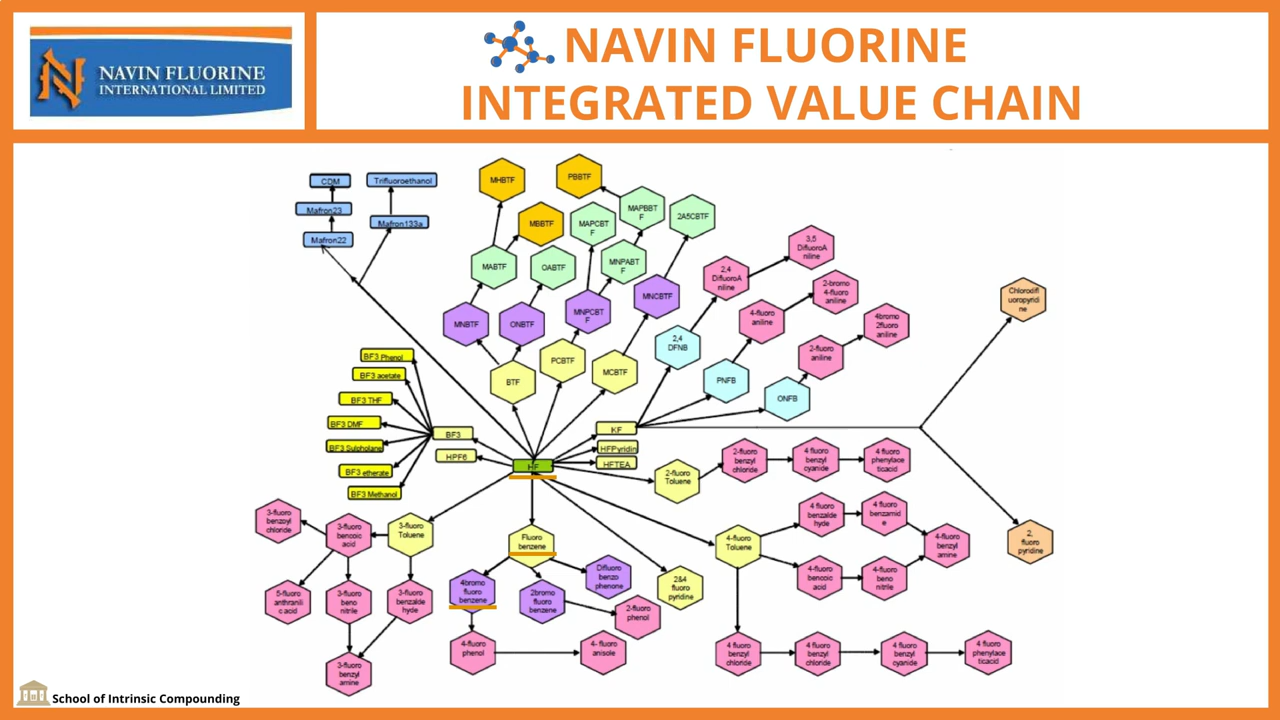 NAVIN FLUORINE
INTERNATIONAL LIMITED
NAVIN FLUORINE
INTEGRATED VALUE CHAIN
CDM
Trifluoroethanol
Mafron23
Mafron133a
Mafron22
MHBTF
PBBTF
MBBTF
MAPCBT
F
MAPBBT
F
2A5CBTF
MABTF
OABTF
MNPABT
F
MNBTF
ONBTF
MNPCBT
F
MNCBTF
BTF
PCBTF
MCBTF
2,4
DFNB
PNFB
ONFB
2,4
DifluoroA
niline
3,5
DifluoroA
niline
4-fluoro
aniline
2-bromo
4-fluoro
aniline
2-fluoro
aniline
4bromo
2fluoro
aniline
Chlorodifl
uoropyridi
ne
BF3 Phenol
BF3 acetate
BF3 THF
BF3 DMF
BF3 Sulpholane
BF3 etherate
BF3 Methanol
BF3
HPF6
HF
KF
HFPyridin
HFTEA
2-fluoro
Toluene
2-fluoro
benzyl
chloride
4 fluoro
benzyl
cyanide
4 fluoro
phenylace
ticacid
3-fluoro
benzoyl
chloride
3-fluoro
bencoic
acid
3-fluoro
Toluene
5-fluoro
anthranili
c acid
3-fluoro
beno
nitrile
3-fluoro
benzalde
hyde
3-fluoro
benzyl
amine
Fluoro
benzene
4bromo
fluoro
benzene
2bromo
fluoro
benzene
Difluoro
benzo
phenone
2-fluoro
phenol
4-fluoro
phenol
4- fluoro
anisole
2&4
fluoro
pyridine
4-fluoro
Toluene
4 fluoro
benzalde
hyde
4 fluoro
benzamid
e
4-fluoro
bencoic
acid
4-fluoro
beno
nitrile
4 fluoro
benzyl
amine
2,
fluoro
pyridine
4 fluoro
benzyl
chloride
4 fluoro
benzyl
chloride
4 fluoro
benzyl
cyanide
4 fluoro
phenylace
ticacid
School of Intrinsic Compounding